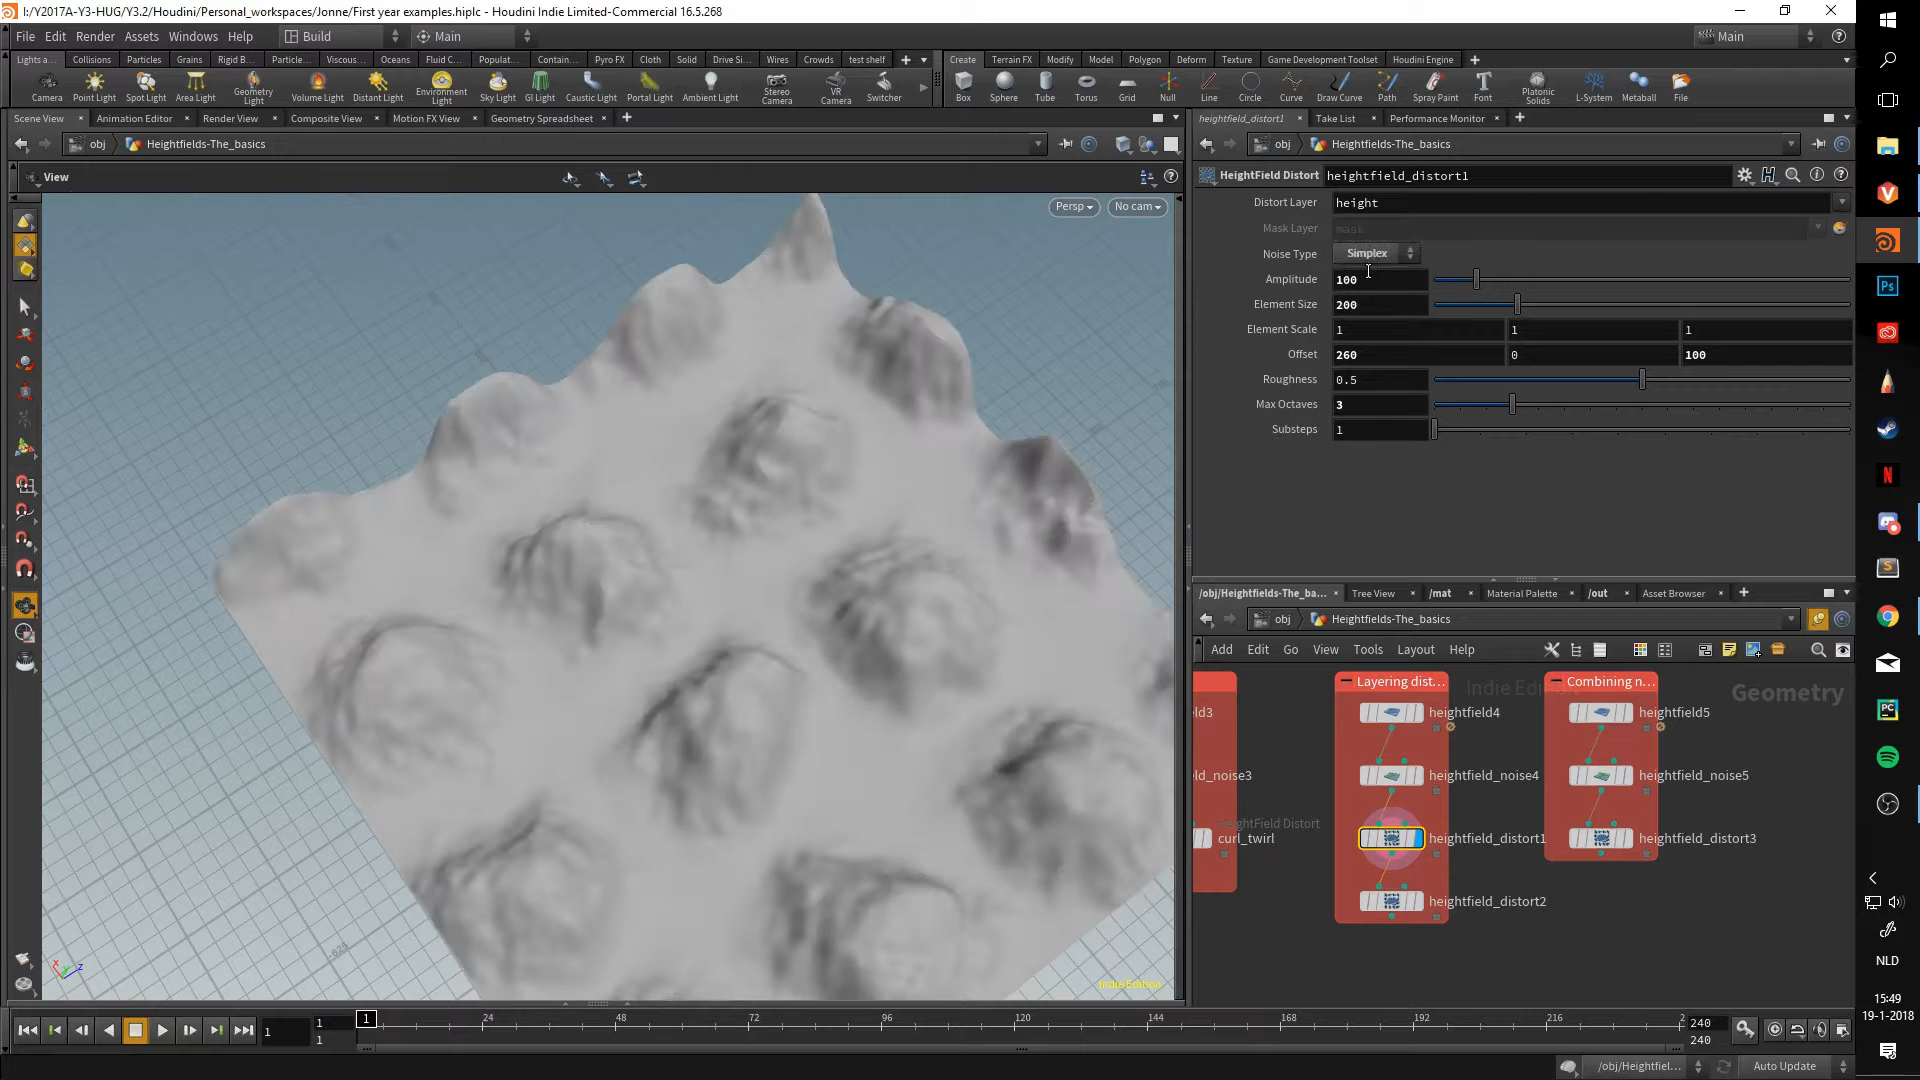 I:/Y2017A-Y3-HUG/Y3.2/Houdini/Personal_workspaces/Jonne/First year examples.hiplc - Houdini Indie Limited-Commercial 16.5.268
File Edit Render Assets Windows Help Build Main Main
Lights a... Collisions Particles Grains Rigid B... Particle... Viscous... Oceans Fluid C... Populat... Contain... Pyro FX Cloth Solid Drive Si... Wires Crowds test shelf
Create Terrain FX Modify Model Polygon Deform Texture Game Development Toolset Houdini Engine
Camera Point Light Spot Light Area Light Geometry Light Volume Light Distant Light Environment Light Sky Light GI Light Caustic Light Portal Light Ambient Light Stereo Camera VR Camera Switcher
Box Sphere Tube Torus Grid Null Line Circle Curve Draw Curve Path Spray Paint Font Platonic Solids L-System Metaball File
Scene View Animation Editor Render View Composite View Motion FX View Geometry Spreadsheet
heightfield_distort1 Take List Performance Monitor
obj Heightfields-The_basics
obj Heightfields-The_basics
View
Persp No cam
HeightField Distort heightfield_distort1
Distort Layer height
Mask Layer mask
Noise Type Simplex
Amplitude 100
Element Size 200
Element Scale 1 1 1
Offset 260 0 100
Roughness 0.5
Max Octaves 3
Substeps 1
/obj/Heightfields-The_ba... Tree View /mat Material Palette /out Asset Browser
obj Heightfields-The_basics
Add Edit Go View Tools Layout Help
Layering dist... Indie Edition Combining n... Geometry
ld3 heightfield4 heightfield5
ld_noise3 heightfield_noise4 heightfield_noise5
HeightField Distort
curl_twirl heightfield_distort1 heightfield_distort3
heightfield_distort2
x z
Indie Edition
1 1 1 1 24 48 72 96 120 144 168 192 216 2 240 240
/obj/Heightfiel... Auto Update
Ps
N
S
PC
NLD
15:49
19-1-2018